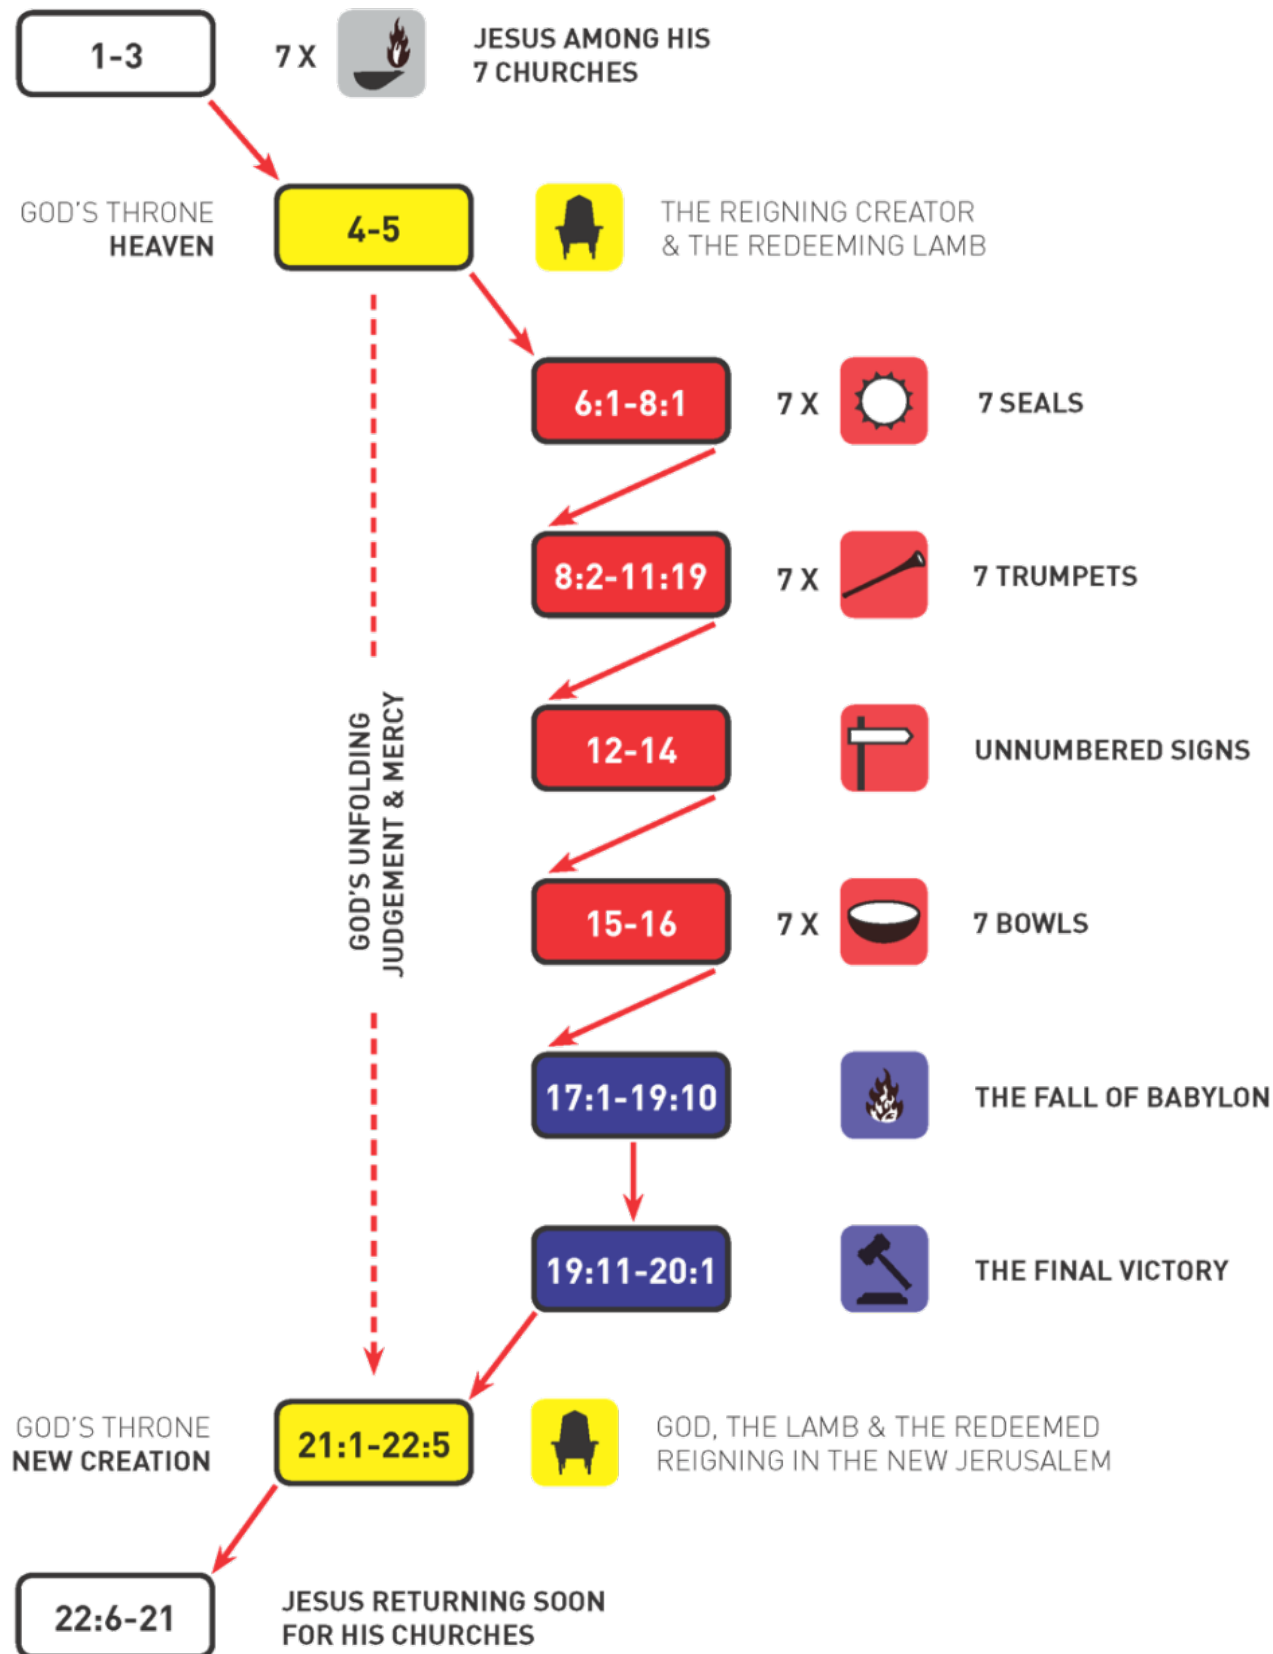 1-3
7 X
JESUS AMONG HIS
7 CHURCHES
GOD'S THRONE
HEAVEN
4-5
THE REIGNING CREATOR
& THE REDEEMING LAMB
6:1-8:1
7 X
7 SEALS
8:2-11:19
7 X
7 TRUMPETS
12-14
UNNUMBERED SIGNS
GOD'S UNFOLDING
JUDGEMENT & MERCY
15-16
7 X
7 BOWLS
17:1-19:10
THE FALL OF BABYLON
19:11-20:1
THE FINAL VICTORY
GOD'S THRONE
NEW CREATION
21:1-22:5
GOD, THE LAMB & THE REDEEMED
REIGNING IN THE NEW JERUSALEM
22:6-21
JESUS RETURNING SOON
FOR HIS CHURCHES